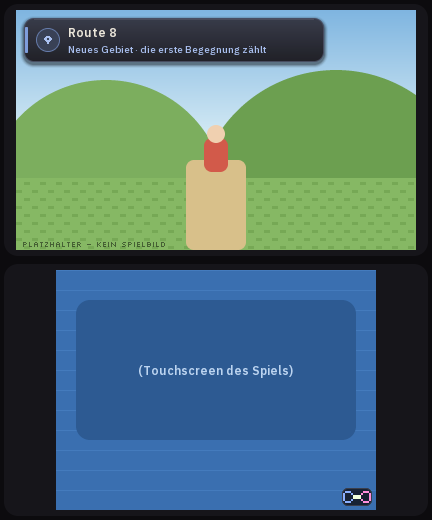 Route 8
Neues Gebiet · die erste Begegnung zählt
PLATZHALTER — KEIN SPIELBILD
(Touchscreen des Spiels)